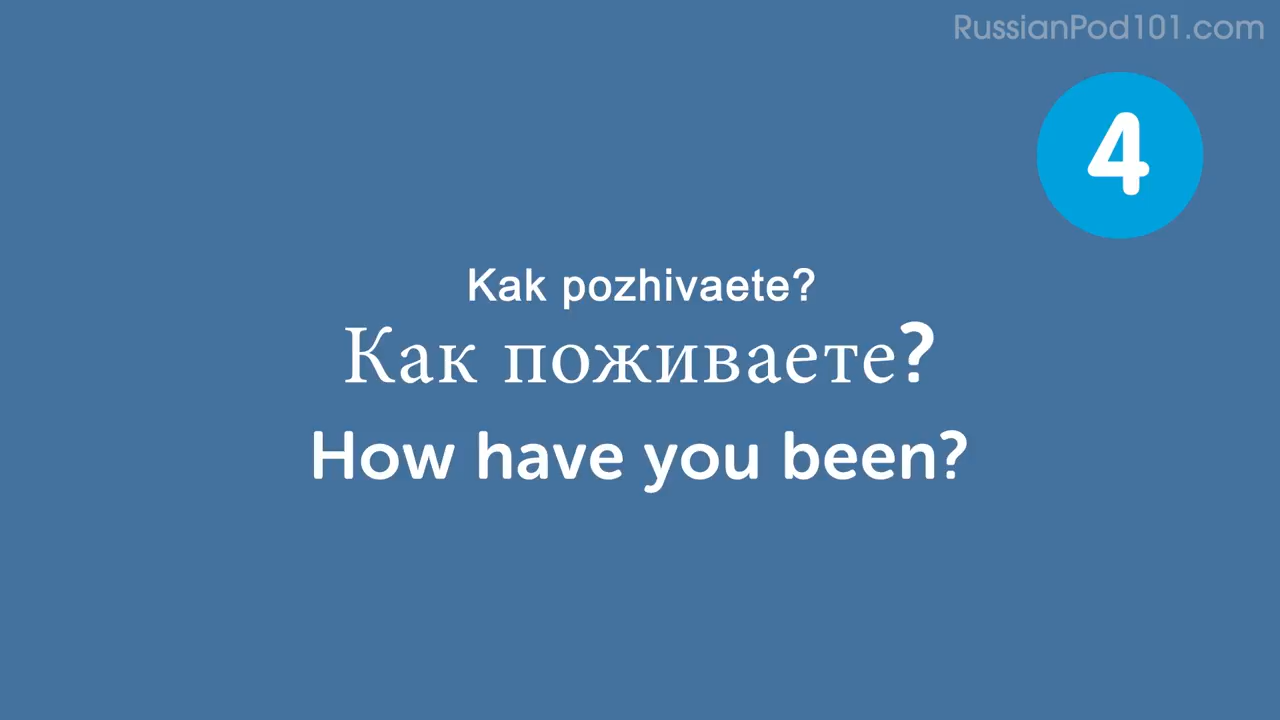 RussianPod101.com
4
Kak pozhivaete?
Как поживаете?
How have you been?